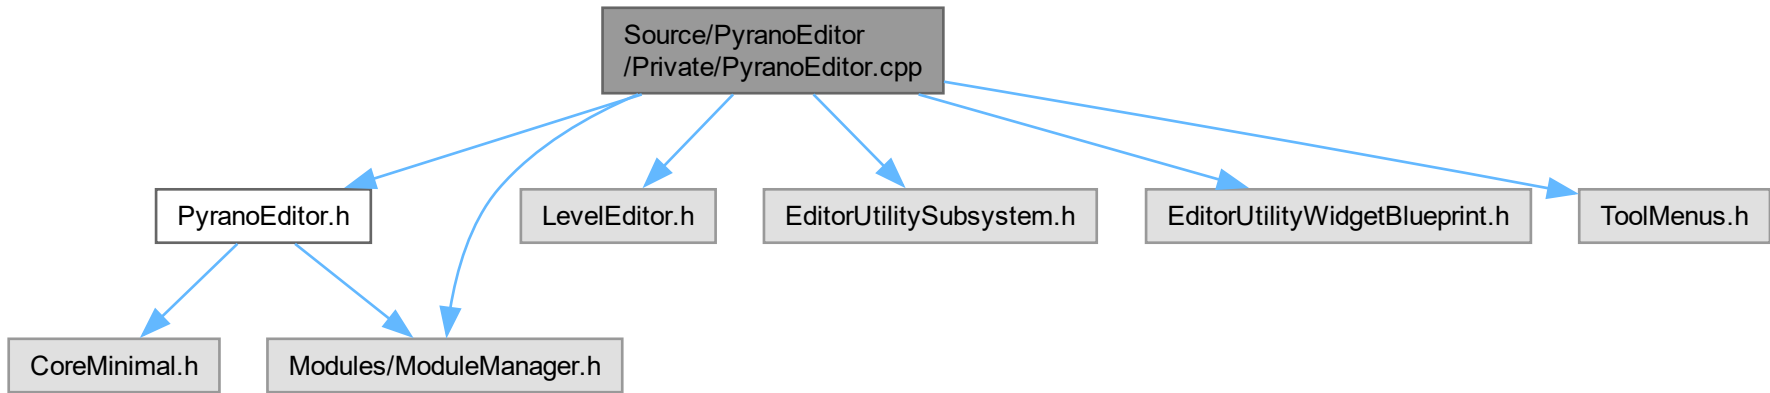 Source/PyranoEditor
/Private/PyranoEditor.cpp
PyranoEditor.h
LevelEditor.h
EditorUtilitySubsystem.h
EditorUtilityWidgetBlueprint.h
ToolMenus.h
CoreMinimal.h
Modules/ModuleManager.h